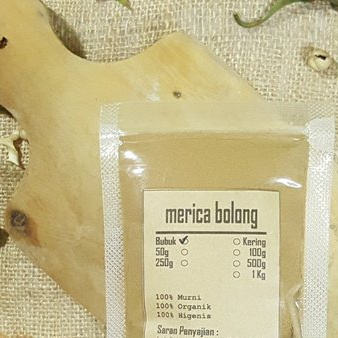 merica bolong
Bubuk ✓ ○ Kering
50g ○ ○ 100g
250g ○ ○ 500g
○ 1 Kg
100% Murni
100% Organik
100% Higenis
Saran Penyajian :